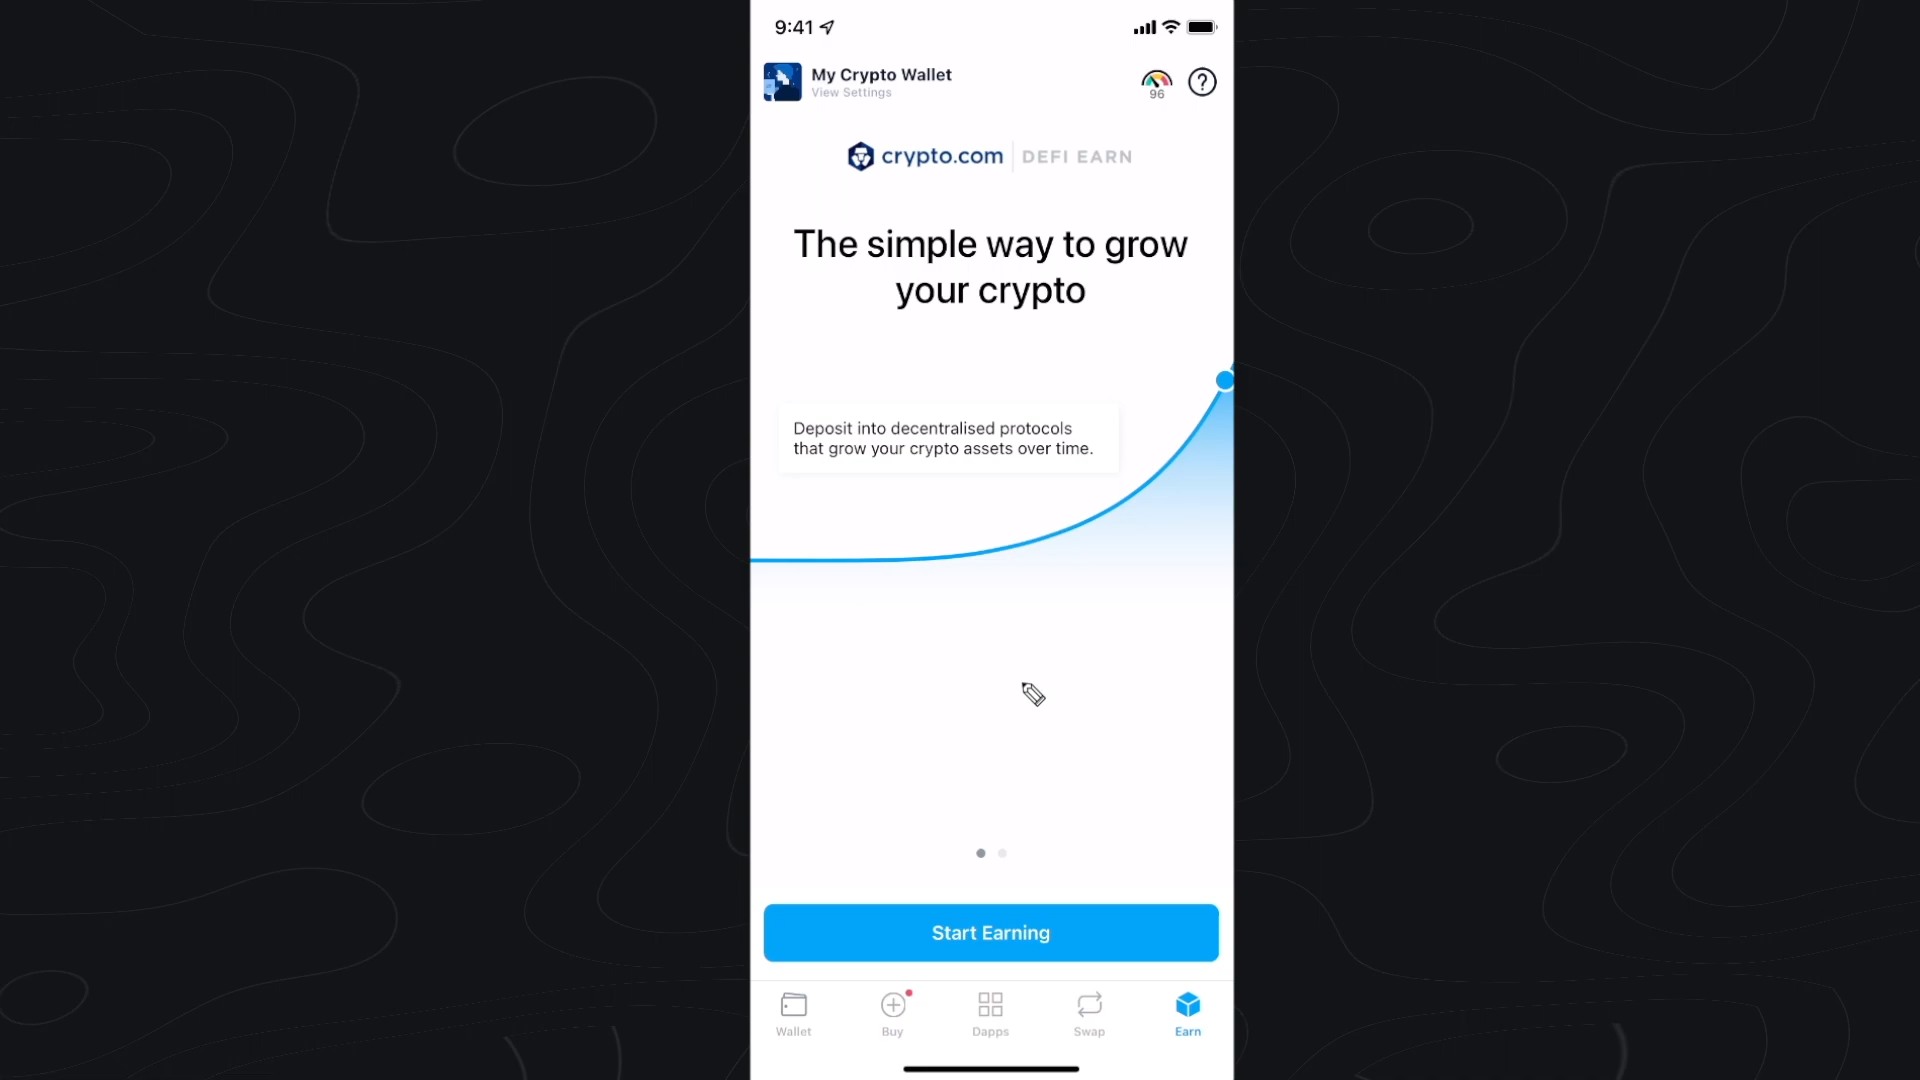 9:41
My Crypto Wallet
View Settings
96
?
crypto.com | DEFI EARN
The simple way to grow
your crypto
Deposit into decentralised protocols
that grow your crypto assets over time.
Start Earning
Wallet Buy Dapps Swap Earn